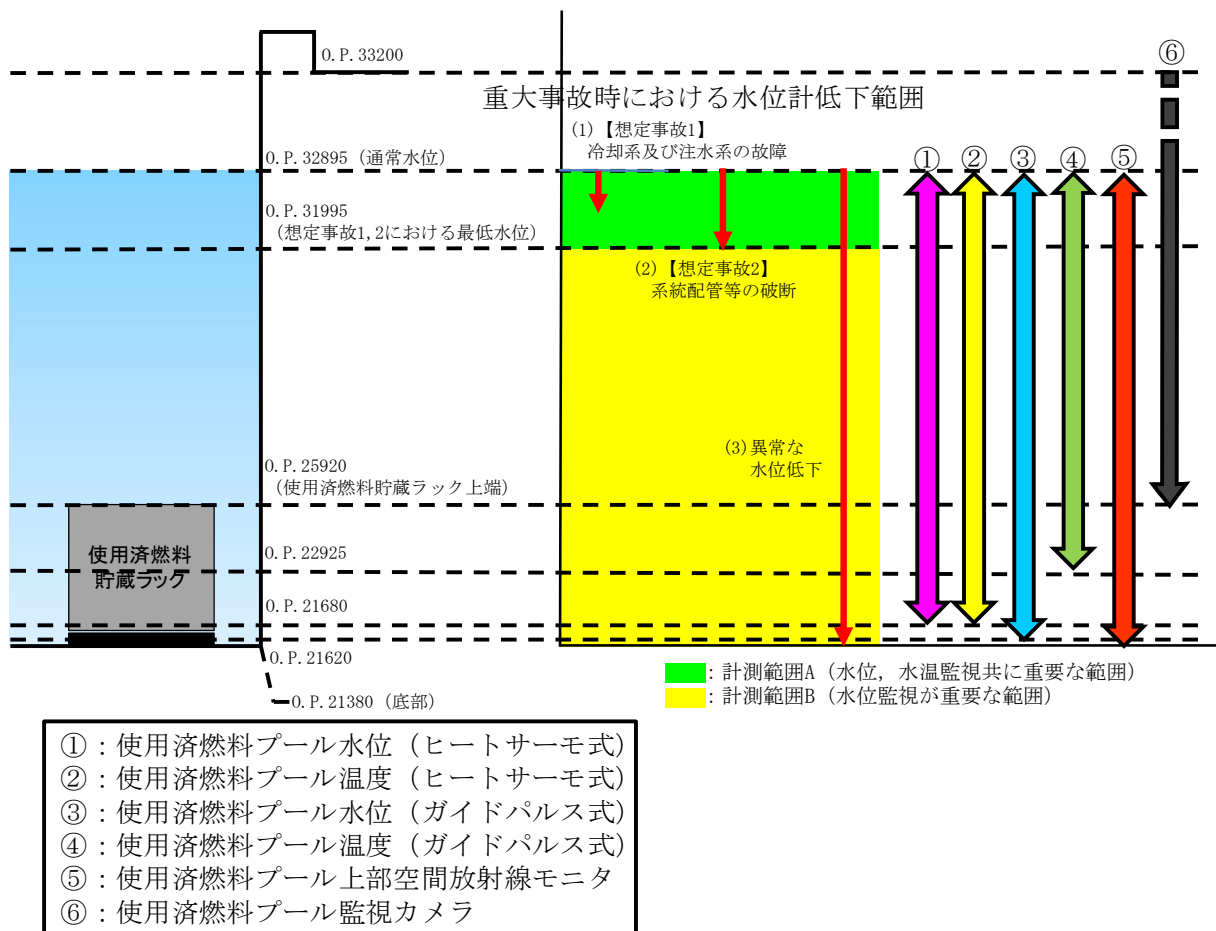 O.P.33200
⑥
重大事故時における水位計低下範囲
(1)【想定事故1】
冷却系及び注水系の故障
O.P.32895（通常水位）
① ② ③ ④ ⑤
O.P.31995
（想定事故1,2における最低水位）
(2)【想定事故2】
系統配管等の破断
(3)異常な
水位低下
O.P.25920
（使用済燃料貯蔵ラック上端）
使用済燃料
貯蔵ラック
O.P.22925
O.P.21680
O.P.21620
O.P.21380（底部）
：計測範囲A（水位，水温監視共に重要な範囲）
：計測範囲B（水位監視が重要な範囲）
①：使用済燃料プール水位（ヒートサーモ式）
②：使用済燃料プール温度（ヒートサーモ式）
③：使用済燃料プール水位（ガイドパルス式）
④：使用済燃料プール温度（ガイドパルス式）
⑤：使用済燃料プール上部空間放射線モニタ
⑥：使用済燃料プール監視カメラ